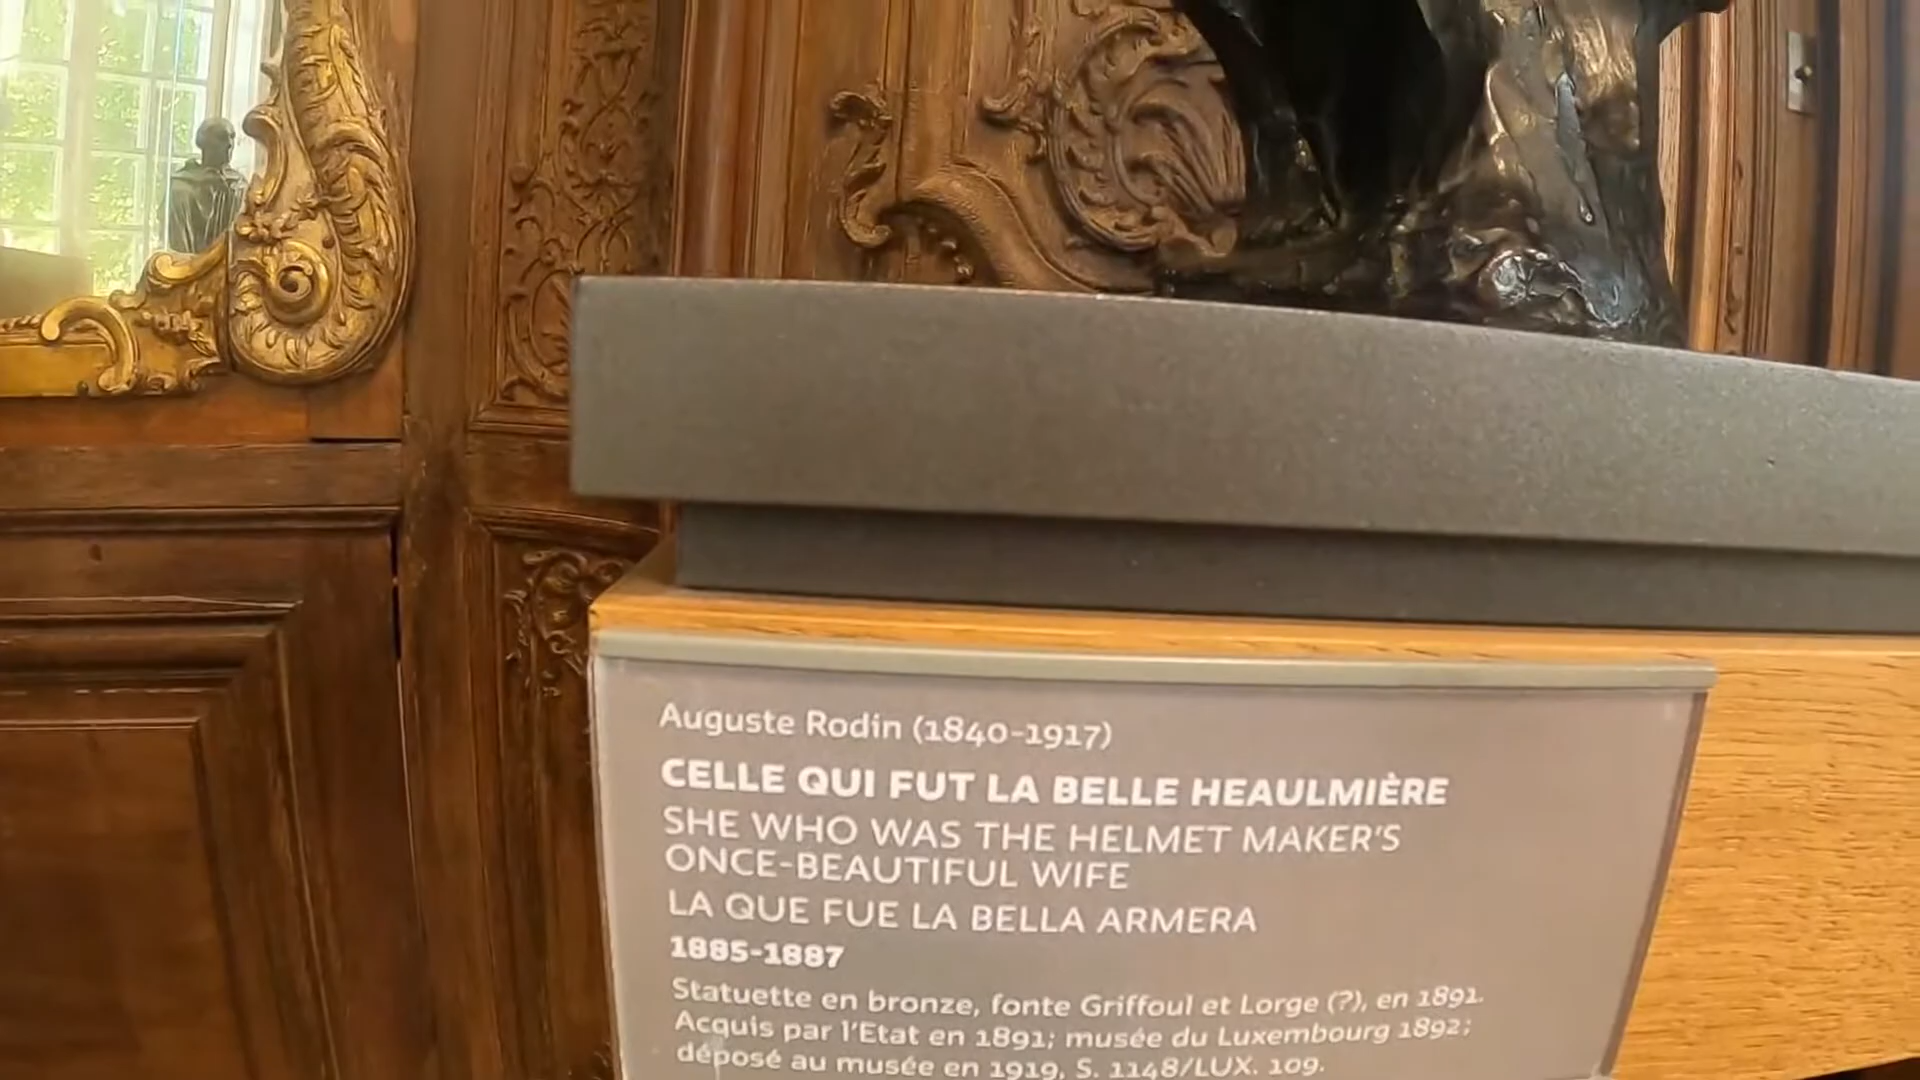 Auguste Rodin (1840-1917)
CELLE QUI FUT LA BELLE HEAULMIÈRE
SHE WHO WAS THE HELMET MAKER'S
ONCE-BEAUTIFUL WIFE
LA QUE FUE LA BELLA ARMERA
1885-1887
Statuette en bronze, fonte Griffoul et Lorge (?), en 1891.
Acquis par l'Etat en 1891; musée du Luxembourg 1892;
déposé au musée en 1919, S. 1148/LUX. 109.